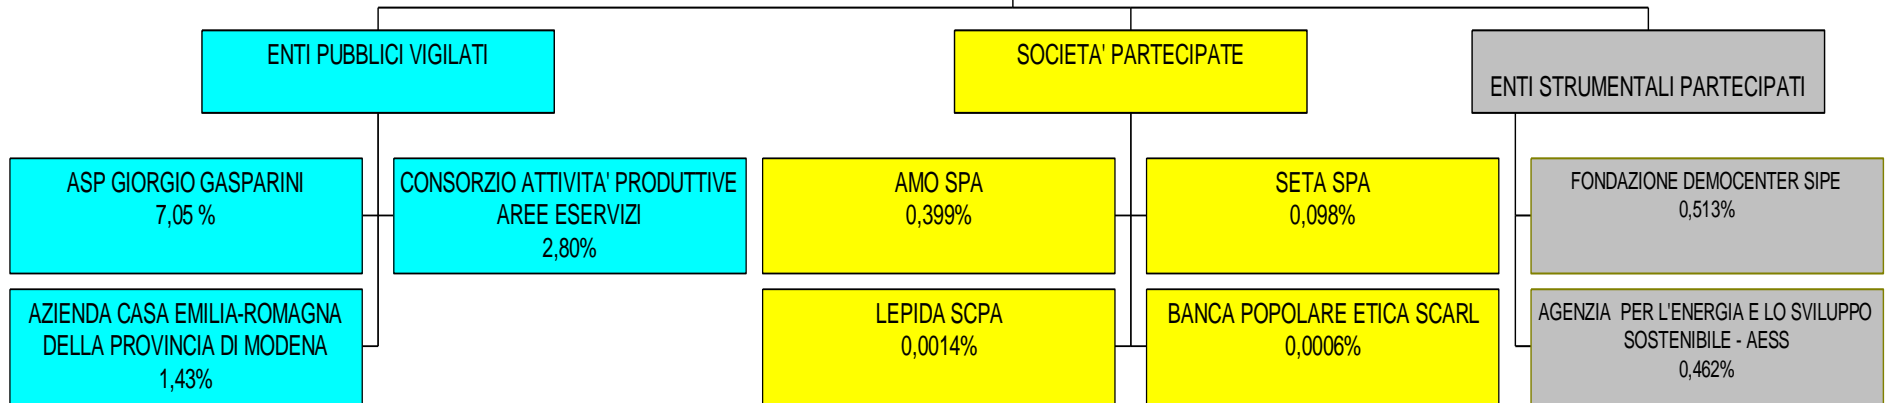 ENTI PUBBLICI VIGILATI
SOCIETA' PARTECIPATE
ENTI STRUMENTALI PARTECIPATI
ASP GIORGIO GASPARINI
7,05 %
CONSORZIO ATTIVITA' PRODUTTIVE
AREE ESERVIZI
2,80%
AMO SPA
0,399%
SETA SPA
0,098%
FONDAZIONE DEMOCENTER SIPE
0,513%
AZIENDA CASA EMILIA-ROMAGNA
DELLA PROVINCIA DI MODENA
1,43%
LEPIDA SCPA
0,0014%
BANCA POPOLARE ETICA SCARL
0,0006%
AGENZIA PER L'ENERGIA E LO SVILUPPO
SOSTENIBILE - AESS
0,462%